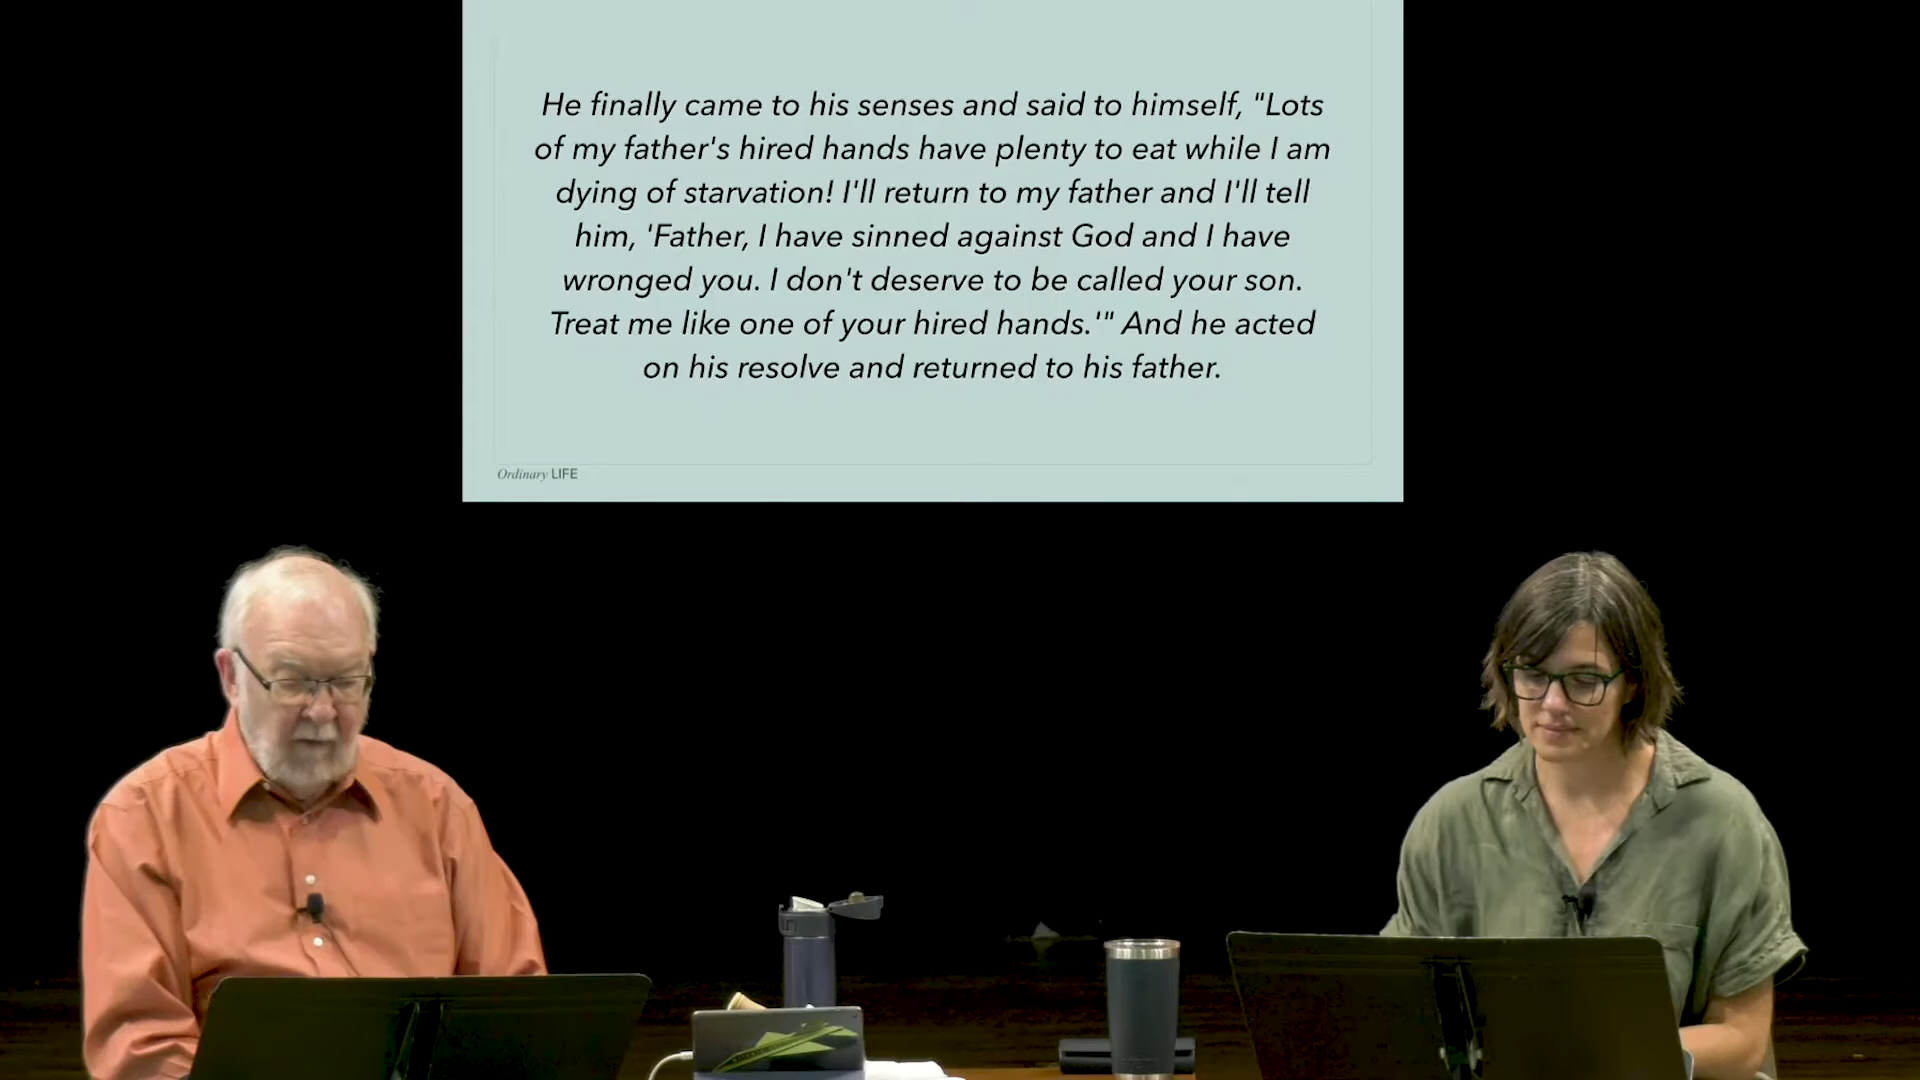 He finally came to his senses and said to himself, "Lots
of my father's hired hands have plenty to eat while I am
dying of starvation! I'll return to my father and I'll tell
him, 'Father, I have sinned against God and I have
wronged you. I don't deserve to be called your son.
Treat me like one of your hired hands.'" And he acted
on his resolve and returned to his father.
Ordinary LIFE